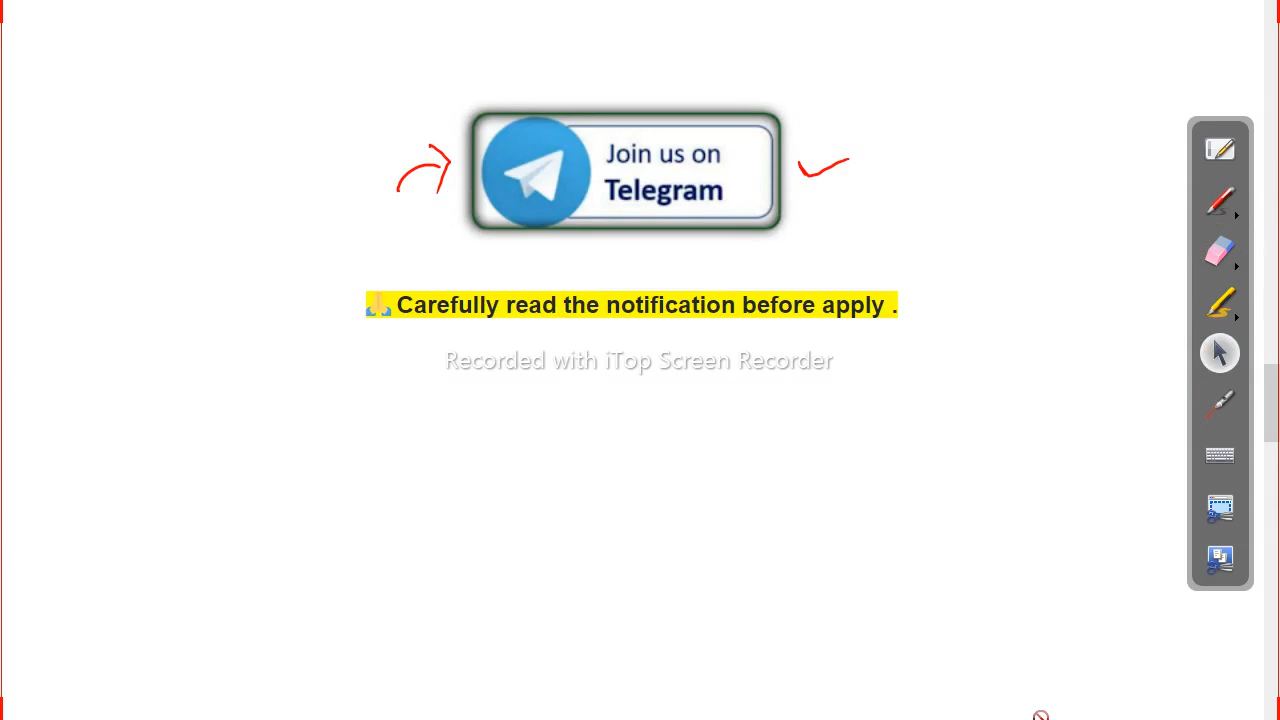 Join us on
Telegram
🙏 Carefully read the notification before apply .
Recorded with iTop Screen Recorder